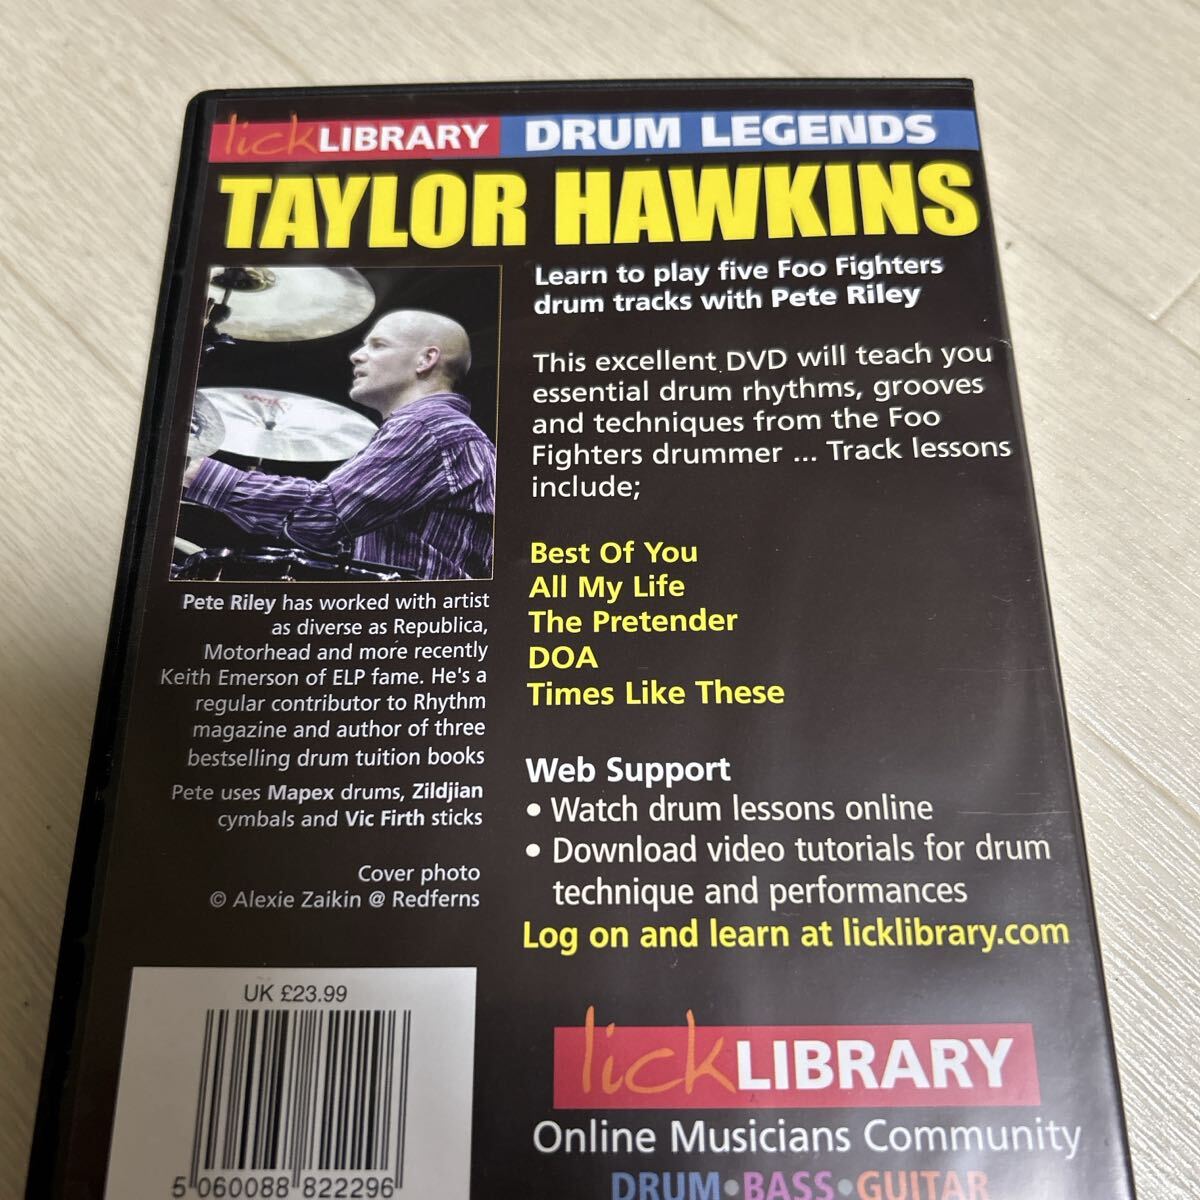 lickLIBRARY DRUM LEGENDS
TAYLOR HAWKINS
Learn to play five Foo Fighters
drum tracks with Pete Riley
This excellent DVD will teach you
essential drum rhythms, grooves
and techniques from the Foo
Fighters drummer ... Track lessons
include;
Best Of You
All My Life
The Pretender
DOA
Times Like These
Pete Riley has worked with artist
as diverse as Republica,
Motorhead and more recently
Keith Emerson of ELP fame. He's a
regular contributor to Rhythm
magazine and author of three
bestselling drum tuition books
Pete uses Mapex drums, Zildjian
cymbals and Vic Firth sticks
Cover photo
© Alexie Zaikin @ Redferns
Web Support
• Watch drum lessons online
• Download video tutorials for drum
technique and performances
Log on and learn at licklibrary.com
UK £23.99
5 060088 822296
lickLIBRARY
Online Musicians Community
DRUM•BASS•GUITAR